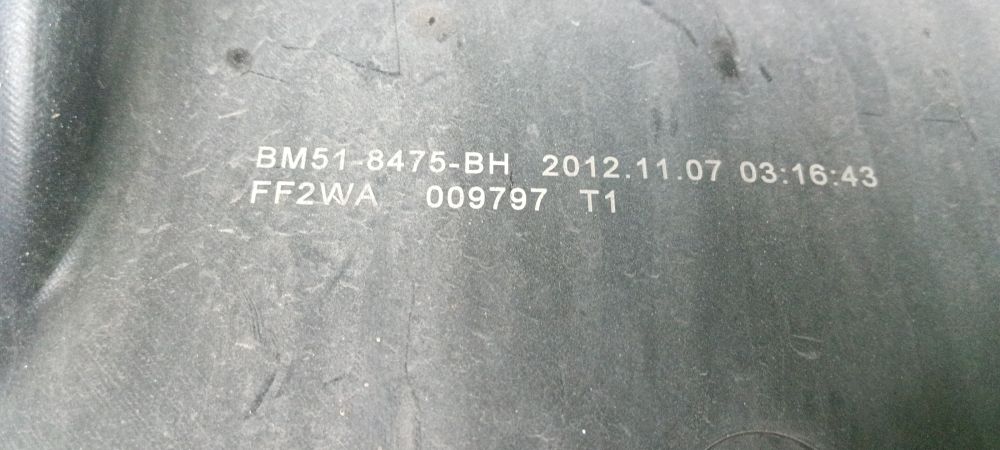 BM51-8475-BH 2012.11.07 03:16:43
FF2WA 009797 T1